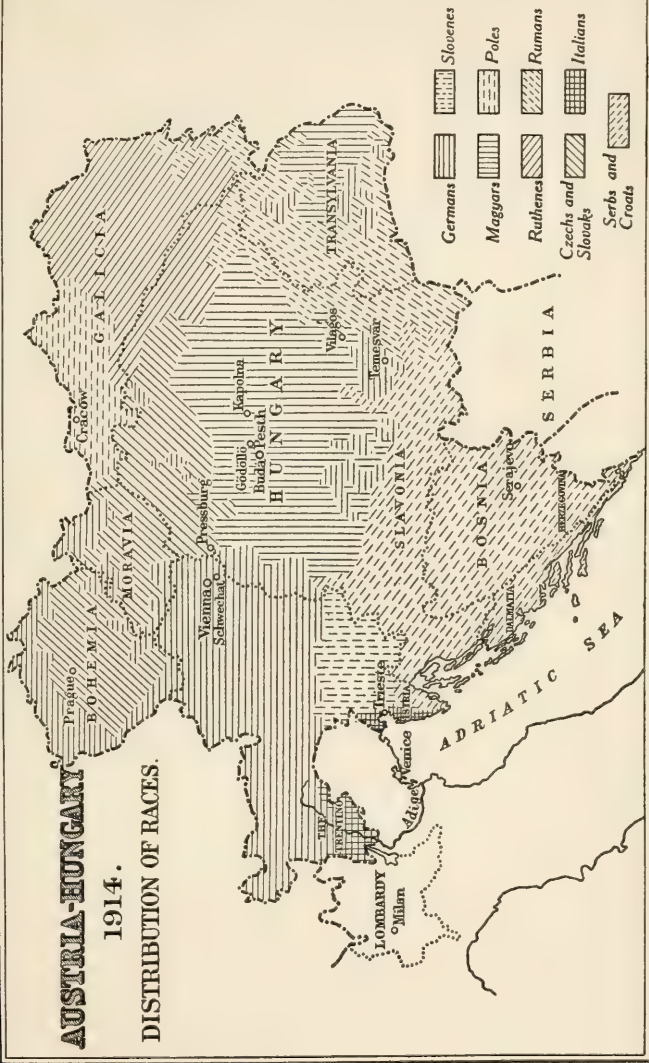 AUSTRIA-HUNGARY
1914.
DISTRIBUTION OF RACES.
Prague
BOHEMIA
MORAVIA
Cracow
GALICIA
Vienna
Schwechat
Pressburg
Gödöllö
Buda Pesth
Kapolna
HUNGARY
Vilagos
Temesvar
TRANSYLVANIA
SLAVONIA
BOSNIA
Serajevo
HERZEGOVINA
DALMATIA
SERBIA
THE
TRENTINO
Trieste
ISTRIA
Venice
Adige
LOMBARDY
Milan
ADRIATIC SEA
Germans
Slovenes
Magyars
Poles
Ruthenes
Rumans
Czechs and
Slovaks
Italians
Serbs and
Croats